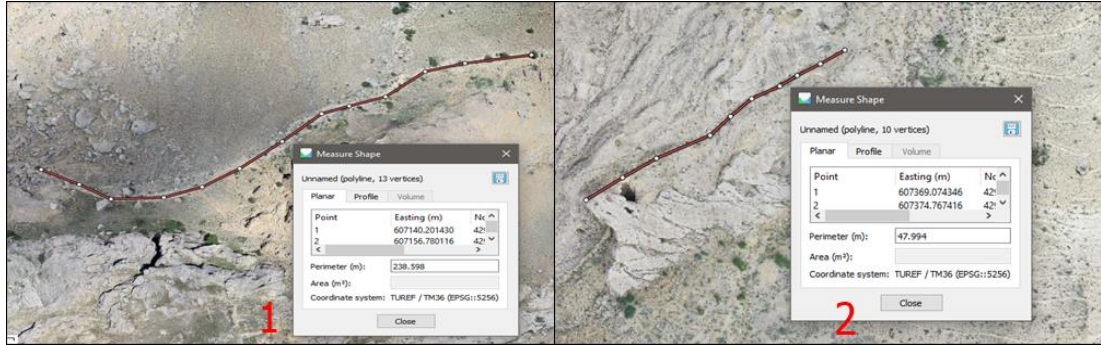 Measure Shape
Unnamed (polyline, 13 vertices)
Planar Profile Volume
Point Easting (m)
1 607140.201430 429
2 607156.780116
Perimeter (m): 238.598
Area (m²):
Coordinate system: TUREF / TM36 (EPSG::5256)
Close
1
Measure Shape
Unnamed (polyline, 10 vertices)
Planar Profile Volume
Point Easting (m)
1 607369.074346
2 607374.767416
Perimeter (m): 47.994
Area (m²):
Coordinate system: TUREF / TM36 (EPSG::5256)
Close
2